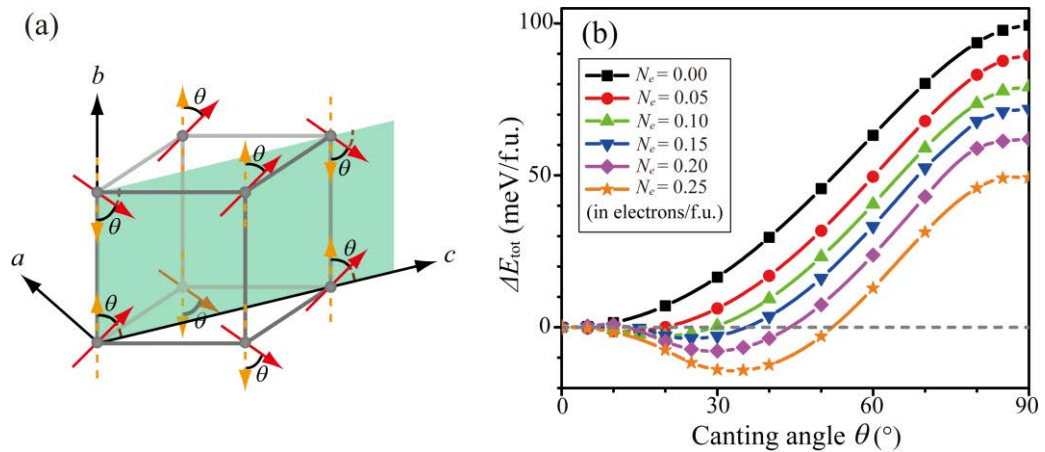 (a)
b
a
c
θ
θ
θ
θ
θ
θ
θ
θ
(b)
N_e = 0.00
N_e = 0.05
N_e = 0.10
N_e = 0.15
N_e = 0.20
N_e = 0.25
(in electrons/f.u.)
100
50
0
ΔE_tot (meV/f.u.)
0 30 60 90
Canting angle θ (°)